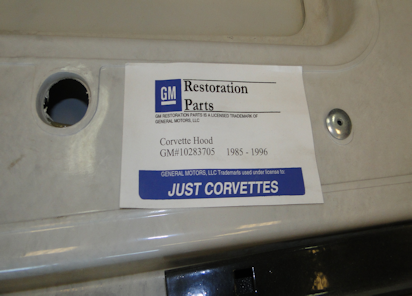 GM Restoration
Parts
GM RESTORATION PARTS IS A LICENSED TRADEMARK OF
GENERAL MOTORS, LLC
Corvette Hood
GM#10283705 1985 - 1996
GENERAL MOTORS, LLC Trademarks used under license to:
JUST CORVETTES